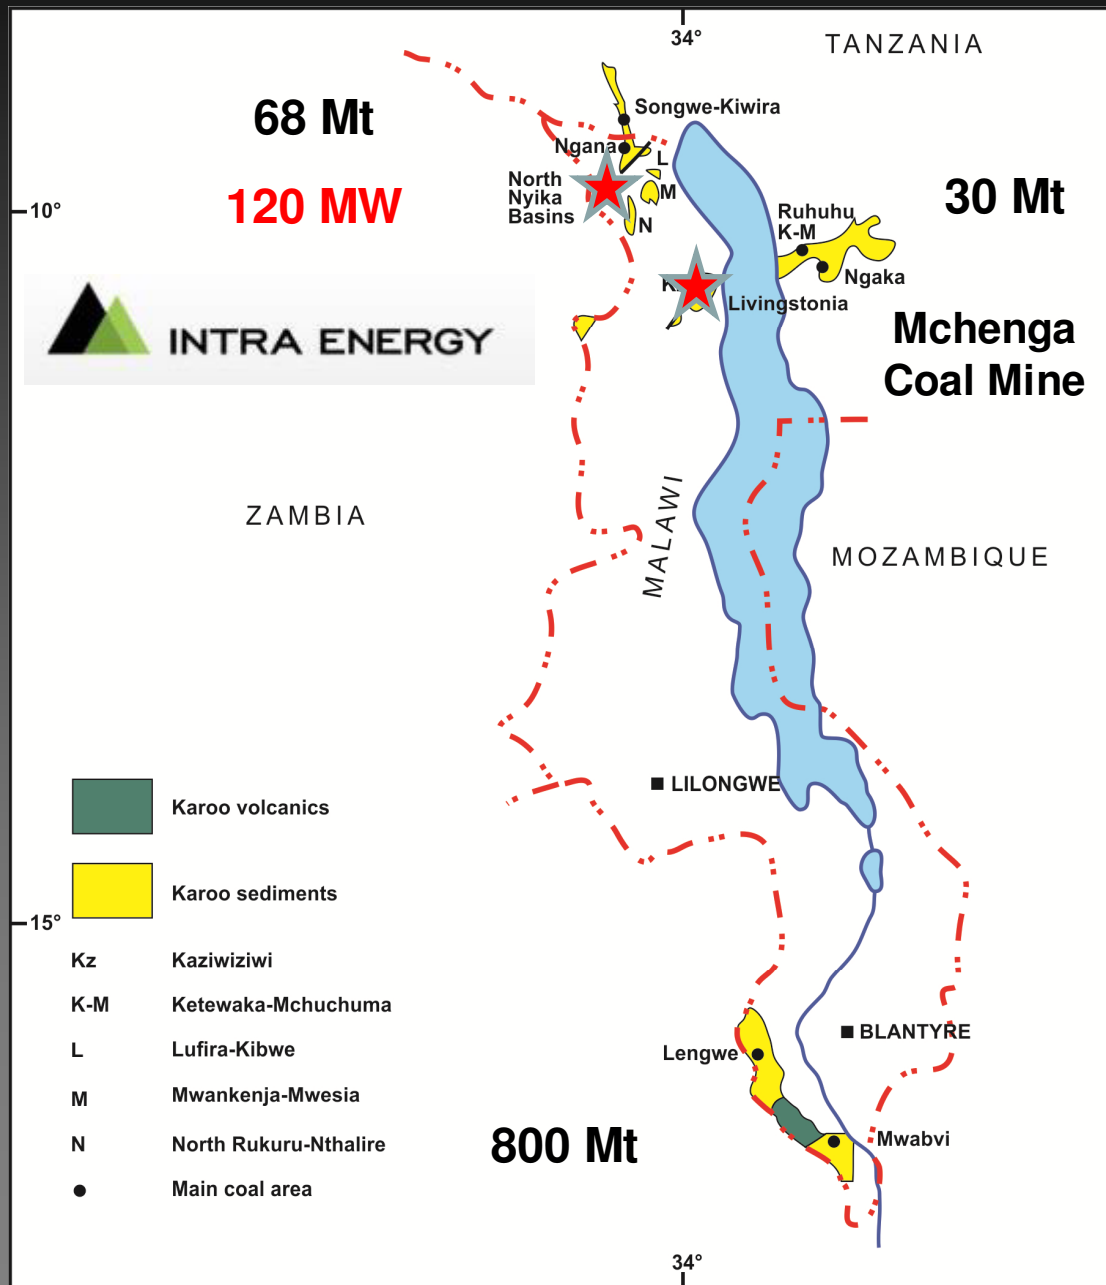 34°
TANZANIA
68 Mt
Songwe-Kiwira
Ngana
L
North
Nyika
Basins
M
N
120 MW
10°
30 Mt
Ruhuhu
K-M
Ngaka
Livingstonia
INTRA ENERGY
Mchenga
Coal Mine
ZAMBIA
MALAWI
MOZAMBIQUE
LILONGWE
Karoo volcanics
Karoo sediments
15°
Kz Kaziwiziwi
K-M Ketewaka-Mchuchuma
L Lufira-Kibwe
M Mwankenja-Mwesia
N North Rukuru-Nthalire
Main coal area
BLANTYRE
Lengwe
800 Mt
Mwabvi
34°